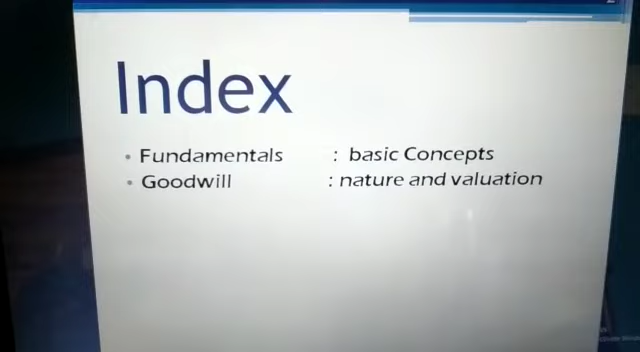 Index
• Fundamentals : basic Concepts
• Goodwill : nature and valuation